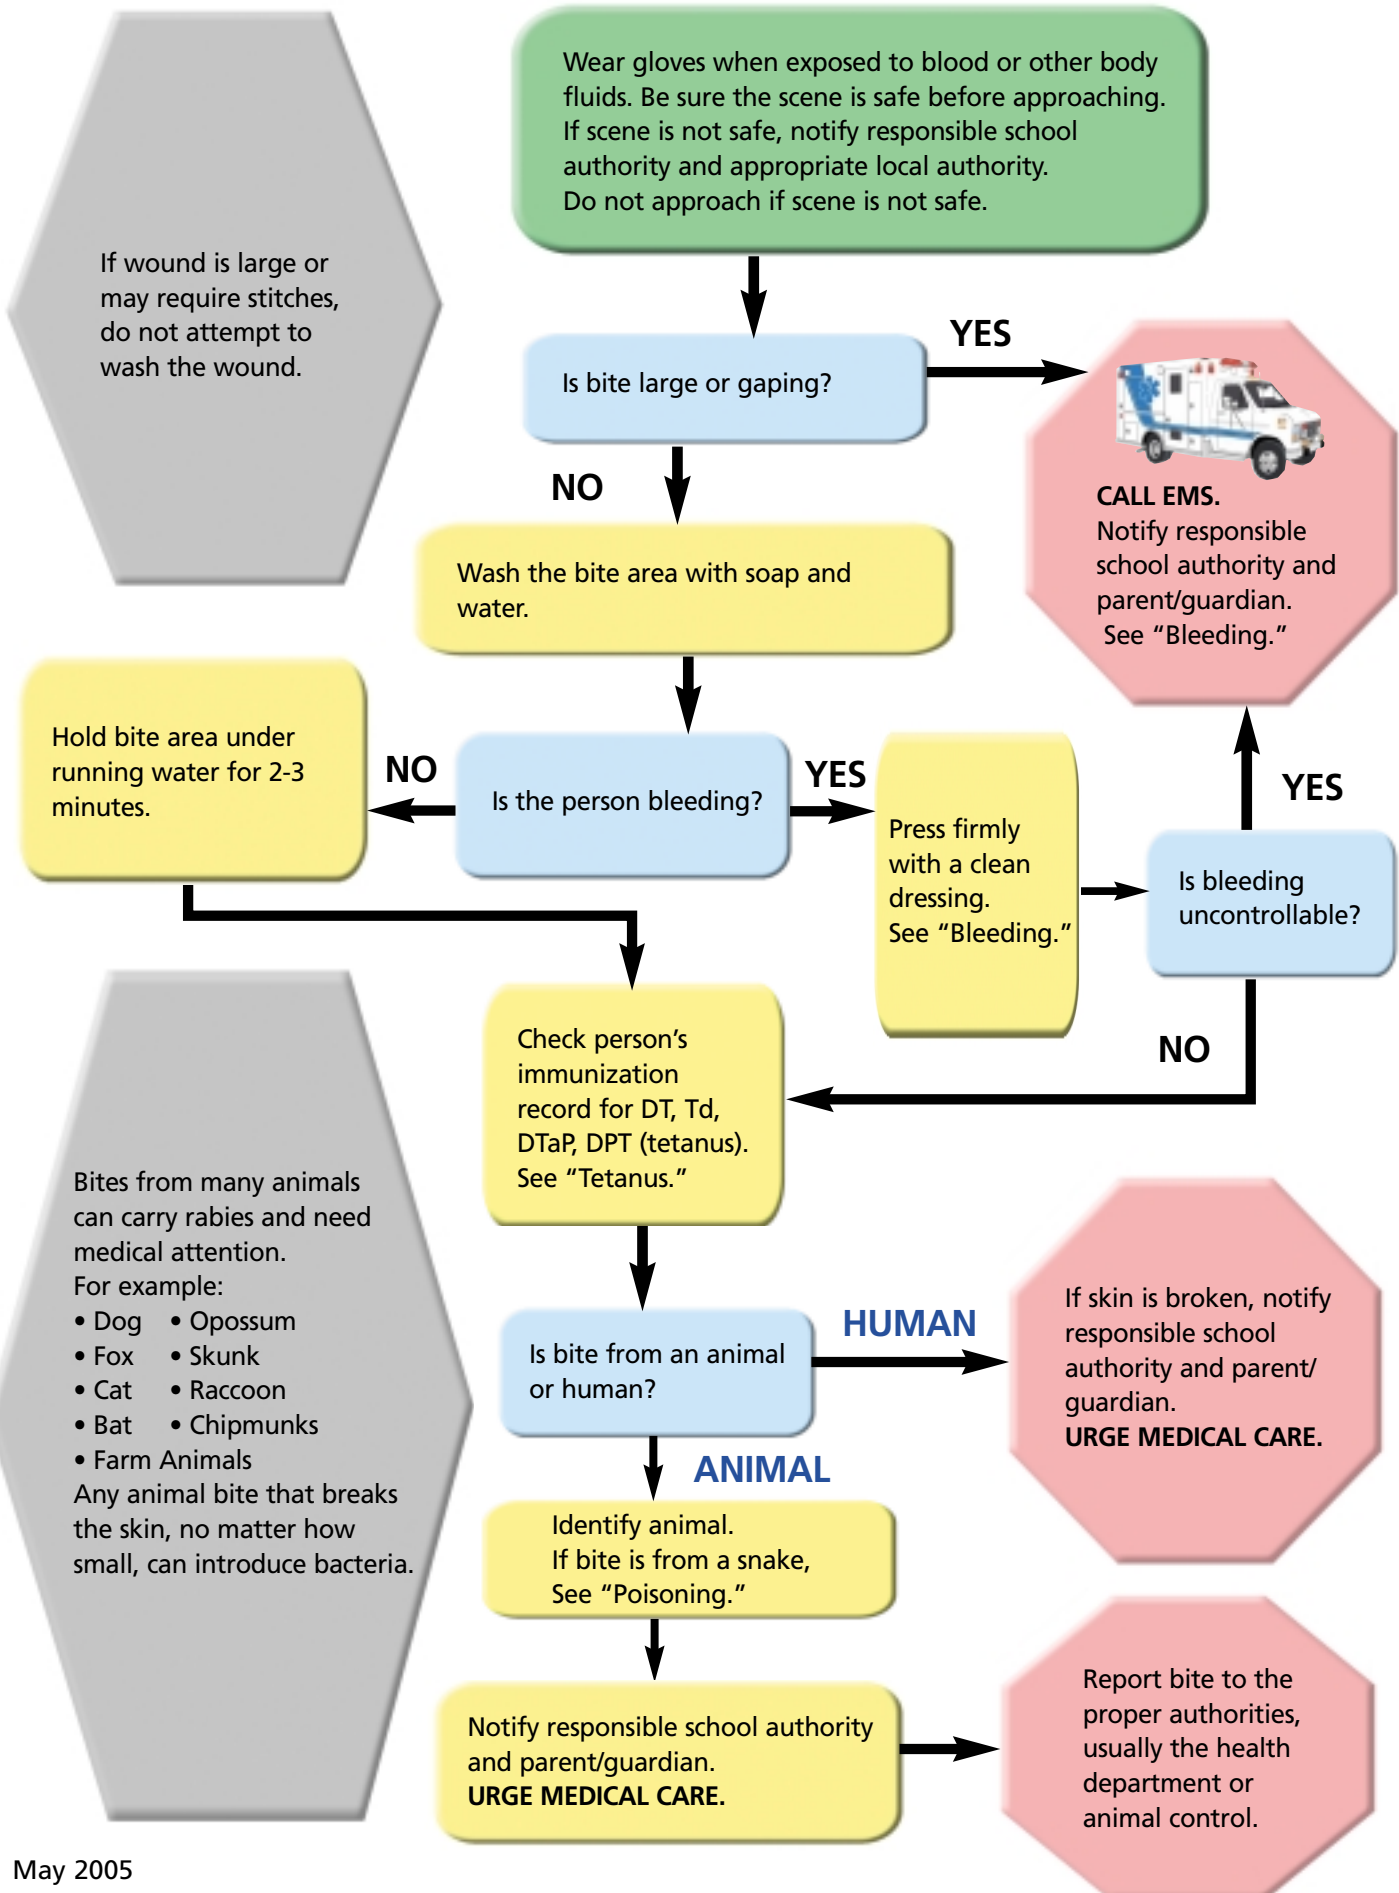 Wear gloves when exposed to blood or other body
fluids. Be sure the scene is safe before approaching.
If scene is not safe, notify responsible school
authority and appropriate local authority.
Do not approach if scene is not safe.
If wound is large or
may require stitches,
do not attempt to
wash the wound.
Is bite large or gaping?
YES
CALL EMS.
Notify responsible
school authority and
parent/guardian.
See “Bleeding.”
NO
Wash the bite area with soap and
water.
Is the person bleeding?
NO
Hold bite area under
running water for 2-3
minutes.
YES
Press firmly
with a clean
dressing.
See “Bleeding.”
Is bleeding
uncontrollable?
YES
NO
Check person’s
immunization
record for DT, Td,
DTaP, DPT (tetanus).
See “Tetanus.”
Bites from many animals
can carry rabies and need
medical attention.
For example:
• Dog • Opossum
• Fox • Skunk
• Cat • Raccoon
• Bat • Chipmunks
• Farm Animals
Any animal bite that breaks
the skin, no matter how
small, can introduce bacteria.
Is bite from an animal
or human?
HUMAN
If skin is broken, notify
responsible school
authority and parent/
guardian.
URGE MEDICAL CARE.
ANIMAL
Identify animal.
If bite is from a snake,
See “Poisoning.”
Notify responsible school authority
and parent/guardian.
URGE MEDICAL CARE.
Report bite to the
proper authorities,
usually the health
department or
animal control.
May 2005